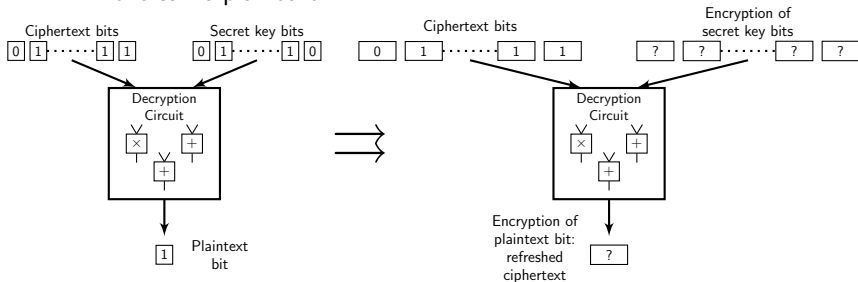 Ciphertext bits
Secret key bits
0 1 1 1
0 1 1 0
Decryption
Circuit
× +
+
1
Plaintext
bit
Ciphertext bits
Encryption of
secret key bits
0 1 1 1
? ? ? ?
Decryption
Circuit
× +
+
Encryption of
plaintext bit:
refreshed
ciphertext
?